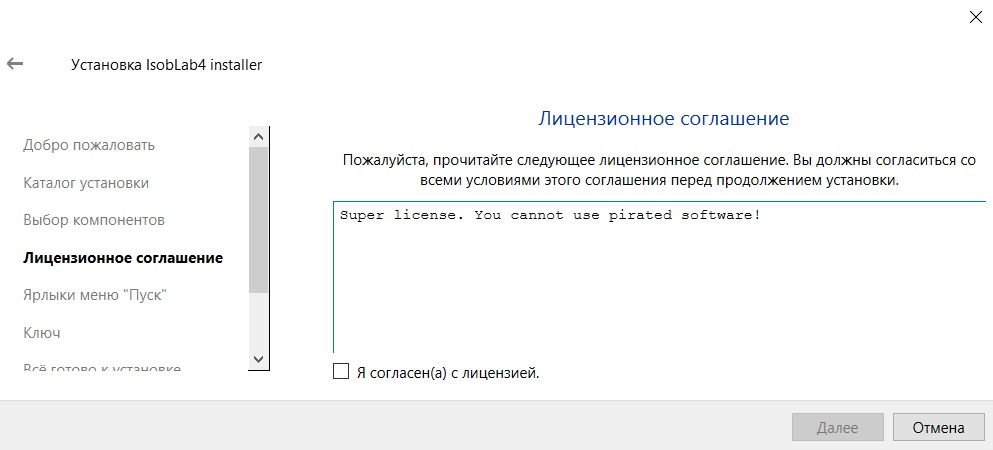 Установка IsobLab4 installer
Добро пожаловать
Каталог установки
Выбор компонентов
Лицензионное соглашение
Ярлыки меню "Пуск"
Ключ
Всё готово к установке
Лицензионное соглашение
Пожалуйста, прочитайте следующее лицензионное соглашение. Вы должны согласиться со
всеми условиями этого соглашения перед продолжением установки.
Super license. You cannot use pirated software!
Я согласен(а) с лицензией.
Далее
Отмена